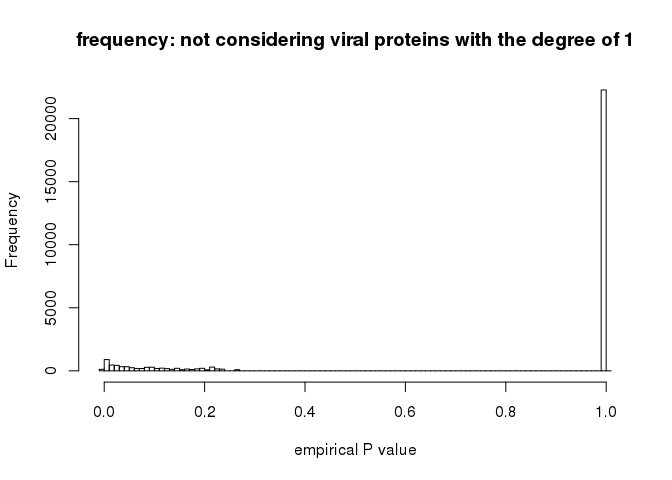 frequency: not considering viral proteins with the degree of 1
Frequency
20000
15000
10000
5000
0
0.0 0.2 0.4 0.6 0.8 1.0
empirical P value